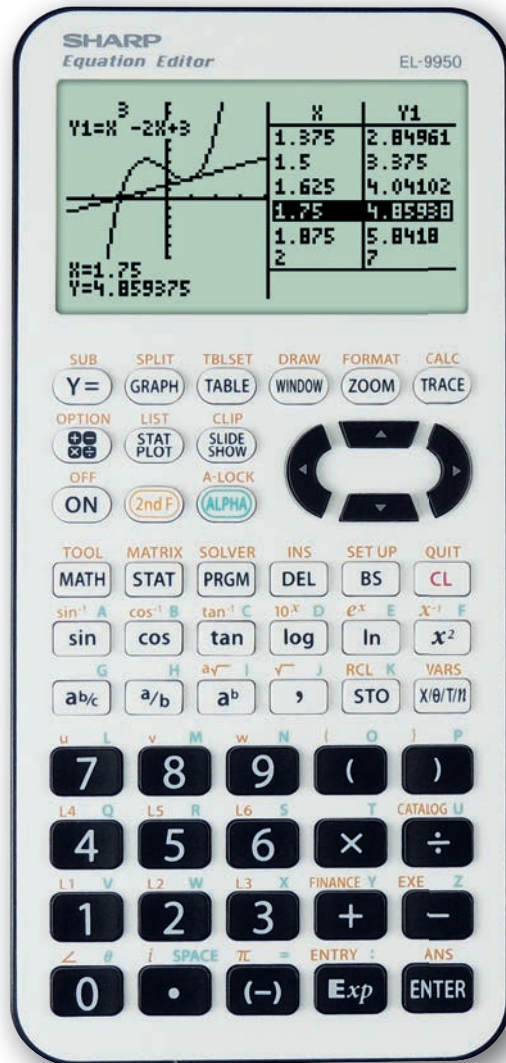 SHARP
Equation Editor EL-9950
Y1=X³-2X+3
X Y1
1.375 2.84961
1.5 3.375
1.625 4.04102
1.75 4.85938
1.875 5.8418
2 7
X=1.75
Y=4.859375
SUB SPLIT TBLSET DRAW FORMAT CALC
Y= GRAPH TABLE WINDOW ZOOM TRACE
OPTION LIST CLIP
STAT PLOT SLIDE SHOW
OFF A-LOCK
ON 2nd F ALPHA
TOOL MATRIX SOLVER INS SET UP QUIT
MATH STAT PRGM DEL BS CL
sin⁻¹ A cos⁻¹ B tan⁻¹ C 10ˣ D eˣ E x⁻¹ F
sin cos tan log ln x²
G H a√ I √ J RCL K VARS
ab/c a/b aᵇ , STO X/θ/T/n
u L v M w N { O } P
7 8 9 ( )
L4 Q L5 R L6 S T CATALOG U
4 5 6 × ÷
L1 V L2 W L3 X FINANCE Y EXE Z
1 2 3 + −
∠ θ i SPACE π = ENTRY : ANS
0 • (−) Exp ENTER